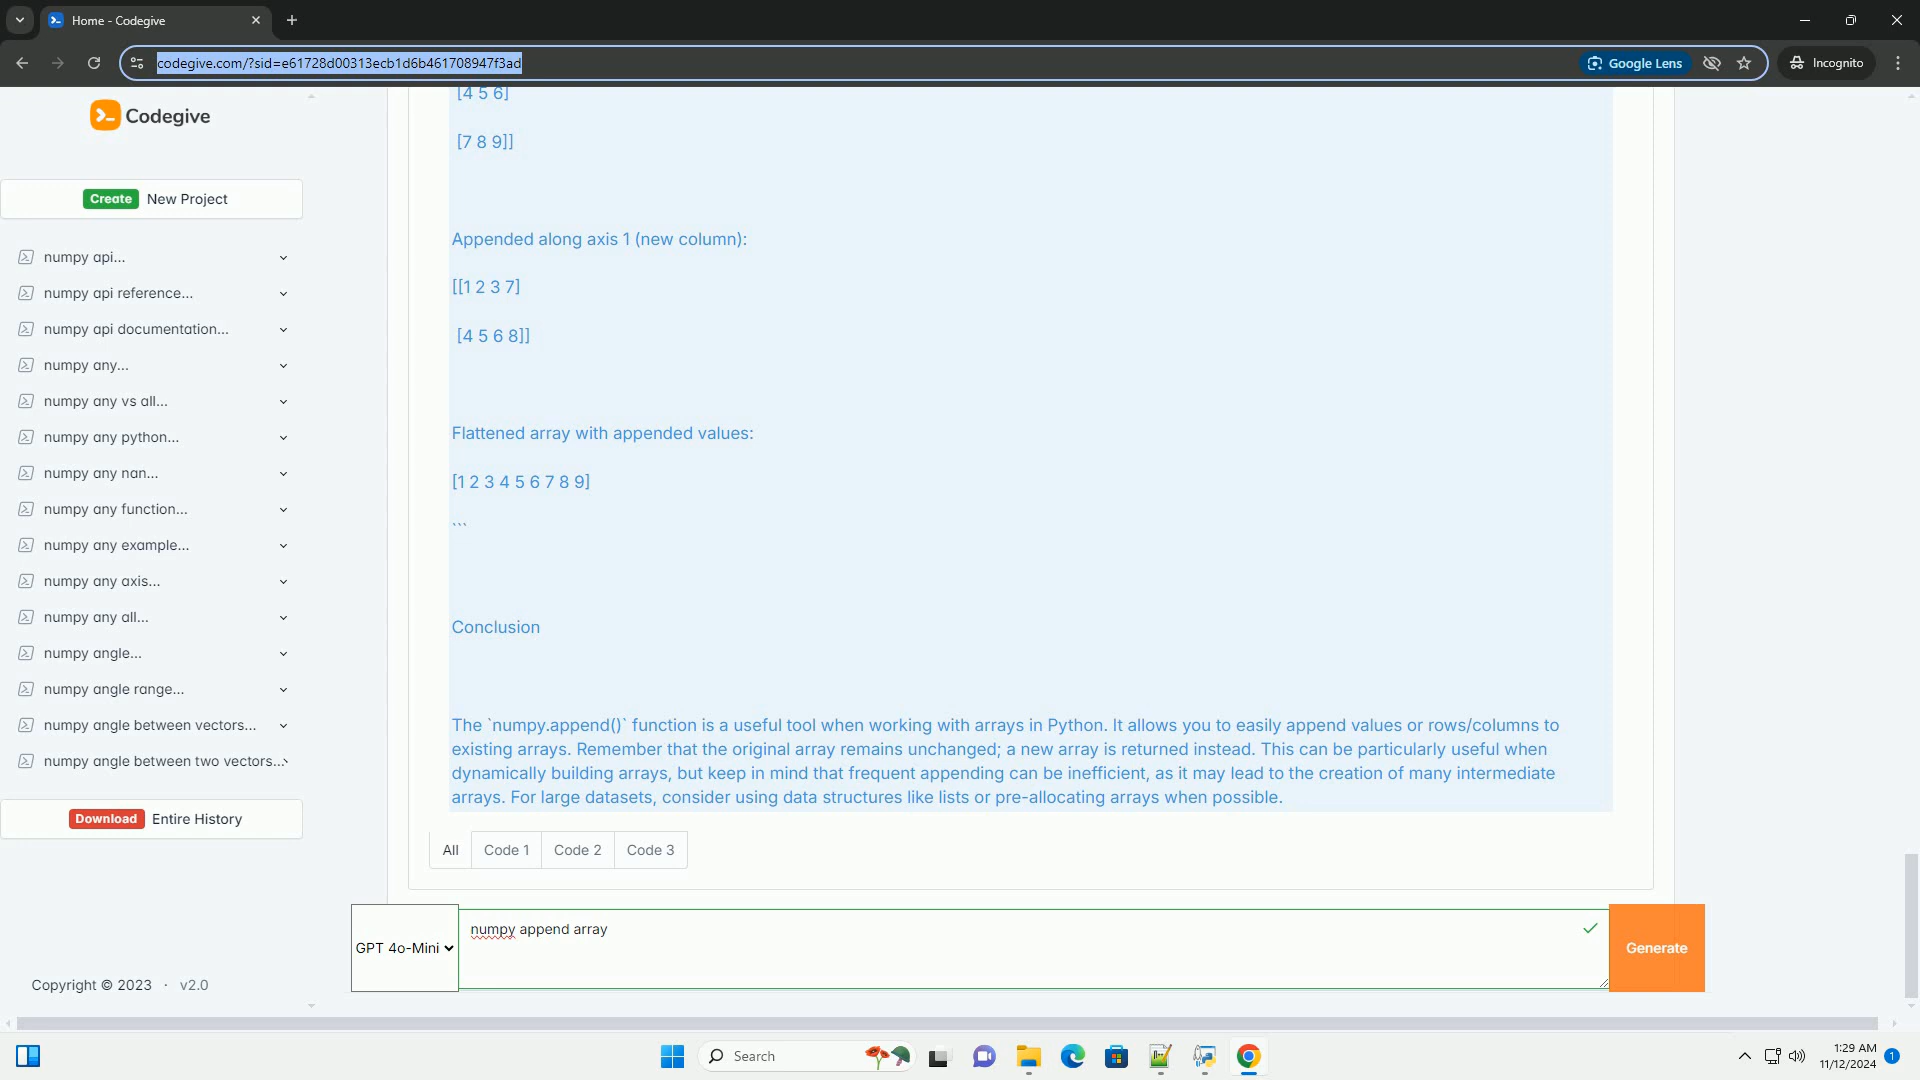 Home - Codegive
codegive.com/?sid=e61728d00313ecb1d6b461708947f3ad
Google Lens
Incognito
Codegive
Create New Project
numpy api...
numpy api reference...
numpy api documentation...
numpy any...
numpy any vs all...
numpy any python...
numpy any nan...
numpy any function...
numpy any example...
numpy any axis...
numpy any all...
numpy angle...
numpy angle range...
numpy angle between vectors...
numpy angle between two vectors...
Download Entire History
Copyright © 2023 · v2.0
[4 5 6]
[7 8 9]]
Appended along axis 1 (new column):
[[1 2 3 7]
[4 5 6 8]]
Flattened array with appended values:
[1 2 3 4 5 6 7 8 9]
```
Conclusion
The `numpy.append()` function is a useful tool when working with arrays in Python. It allows you to easily append values or rows/columns to
existing arrays. Remember that the original array remains unchanged; a new array is returned instead. This can be particularly useful when
dynamically building arrays, but keep in mind that frequent appending can be inefficient, as it may lead to the creation of many intermediate
arrays. For large datasets, consider using data structures like lists or pre-allocating arrays when possible.
All Code 1 Code 2 Code 3
GPT 4o-Mini
numpy append array
Generate
Search
1:29 AM
11/12/2024
1